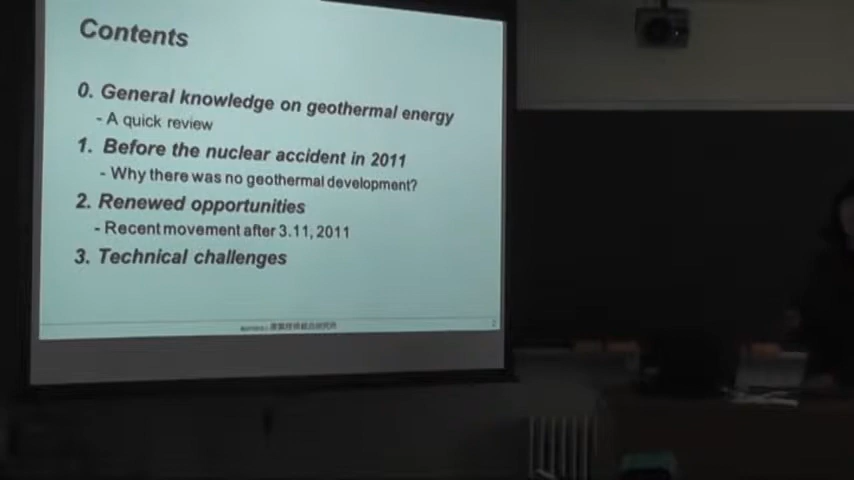 Contents
0. General knowledge on geothermal energy
- A quick review
1. Before the nuclear accident in 2011
- Why there was no geothermal development?
2. Renewed opportunities
- Recent movement after 3.11, 2011
3. Technical challenges
2